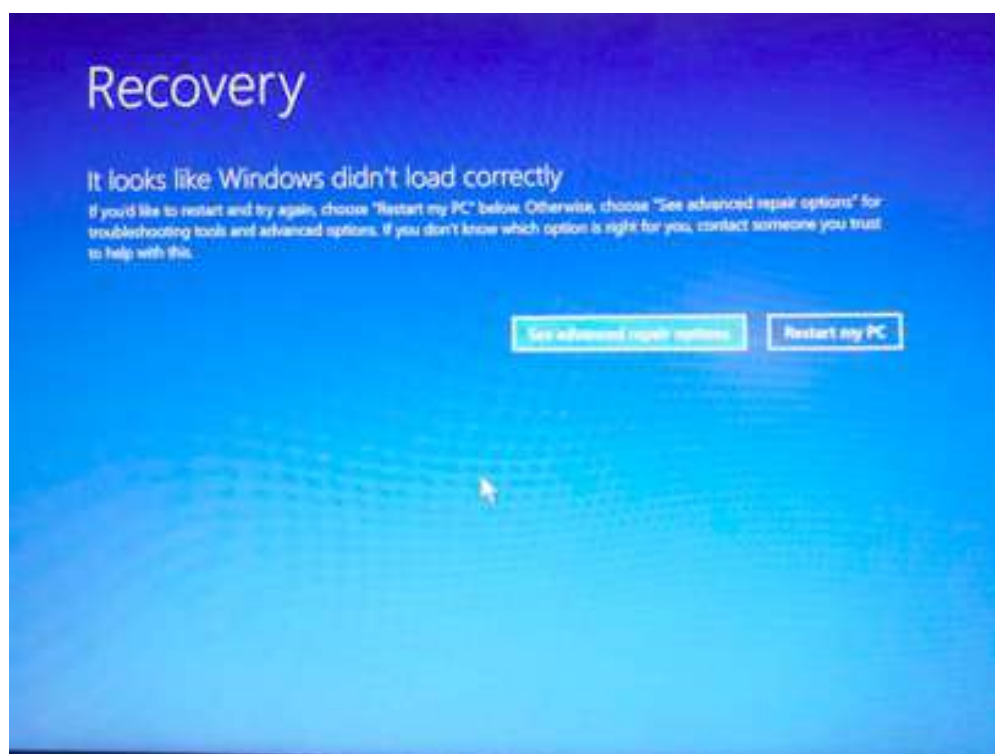 Recovery
It looks like Windows didn't load correctly
If you'd like to restart and try again, choose "Restart my PC" below. Otherwise, choose "See advanced repair options" for
troubleshooting tools and advanced options. If you don't know which option is right for you, contact someone you trust
to help with this.
See advanced repair options
Restart my PC